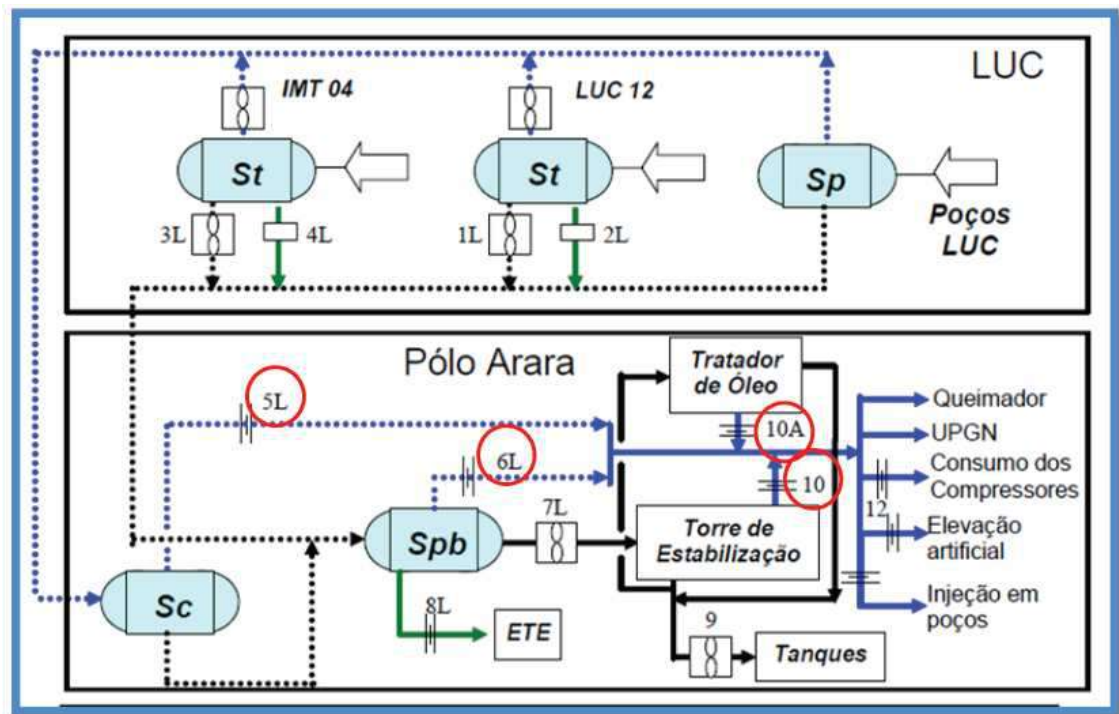 LUC
IMT 04
LUC 12
St
St
Sp
3L
4L
1L
2L
Poços
LUC
Pólo Arara
Tratador
de Óleo
5L
10A
Queimador
UPGN
6L
10
Consumo dos
Compressores
7L
12
Spb
Torre de
Estabilização
Elevação
artificial
Sc
8L
ETE
9
Tanques
Injeção em
poços